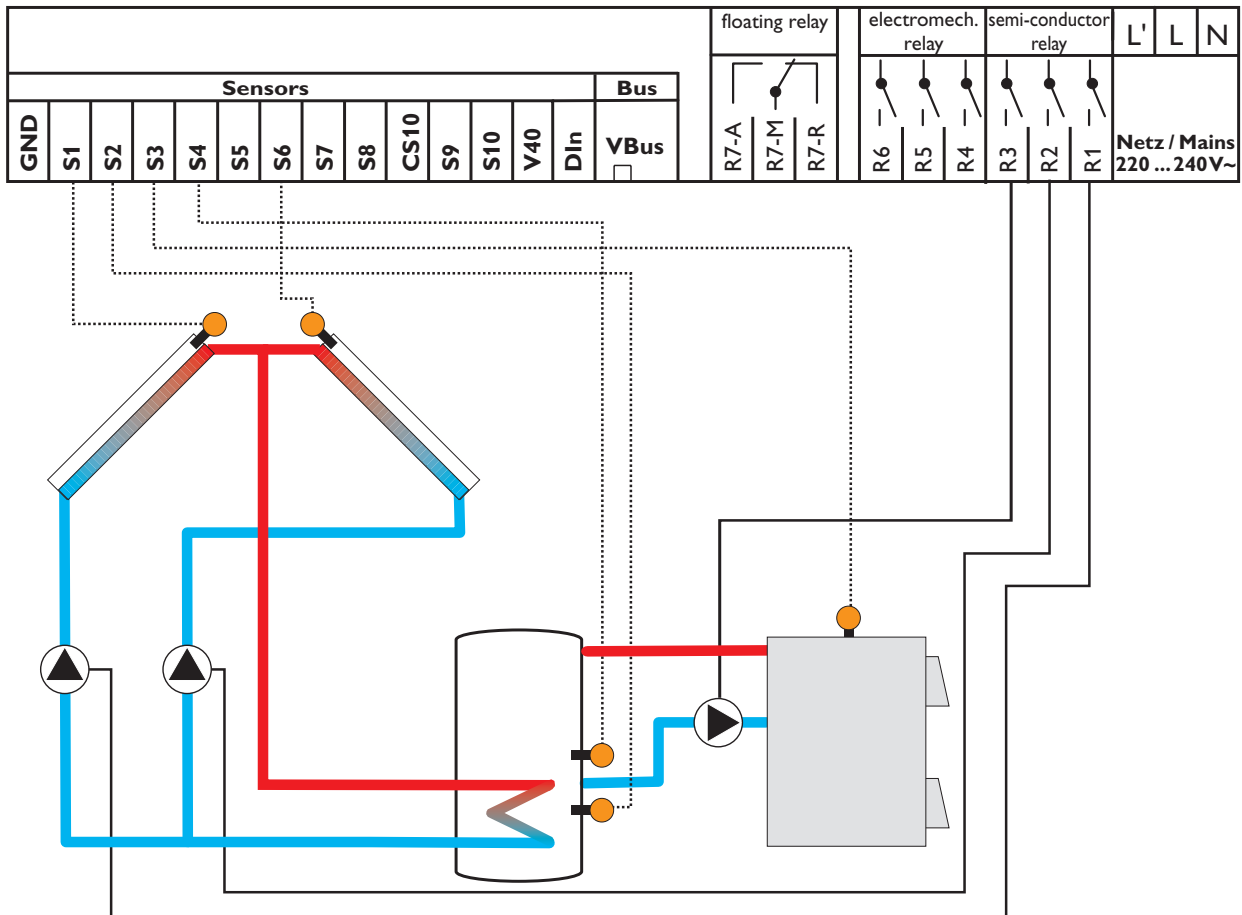 floating relay
electromech.
relay
semi-conductor
relay
L'
L
N
Sensors
Bus
GND
S1
S2
S3
S4
S5
S6
S7
S8
CS10
S9
S10
V40
DIn
VBus
R7-A
R7-M
R7-R
R6
R5
R4
R3
R2
R1
Netz / Mains
220 ... 240V~